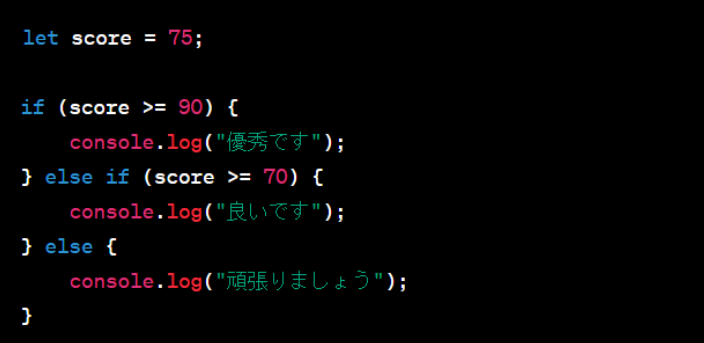 let score = 75;
if (score >= 90) {
    console.log("優秀です");
} else if (score >= 70) {
    console.log("良いです");
} else {
    console.log("頑張りましょう");
}